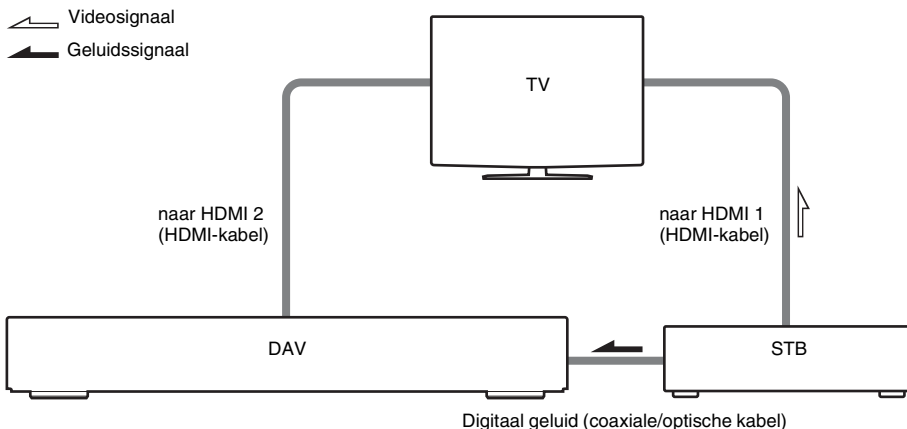 Videosignaal
Geluidssignaal
TV
naar HDMI 2
(HDMI-kabel)
naar HDMI 1
(HDMI-kabel)
DAV
STB
Digitaal geluid (coaxiale/optische kabel)